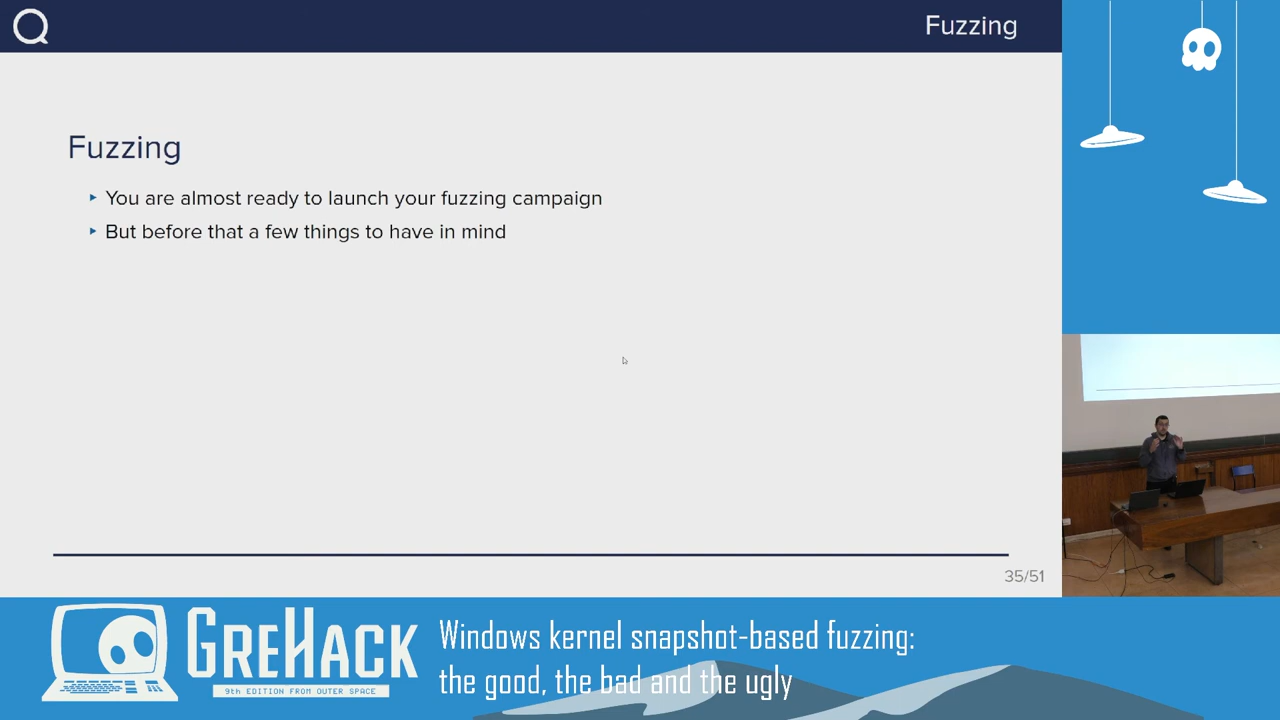 Fuzzing
Fuzzing
You are almost ready to launch your fuzzing campaign
But before that a few things to have in mind
35/51
GREHACK
9th EDITION FROM OUTER SPACE
Windows kernel snapshot-based fuzzing:
the good, the bad and the ugly